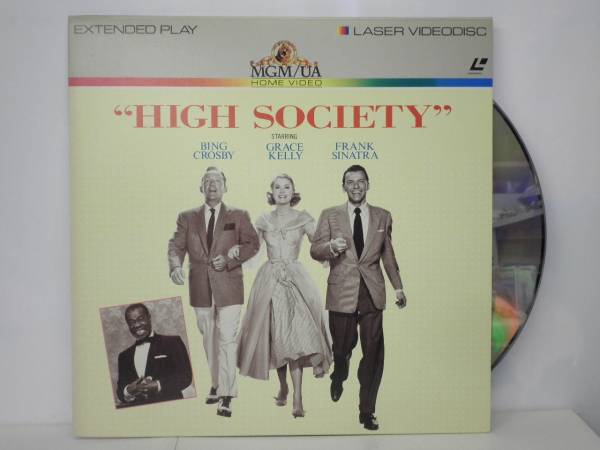 EXTENDED PLAY
LASER VIDEODISC
MGM/UA
HOME VIDEO
"HIGH SOCIETY"
STARRING
BING CROSBY
GRACE KELLY
FRANK SINATRA